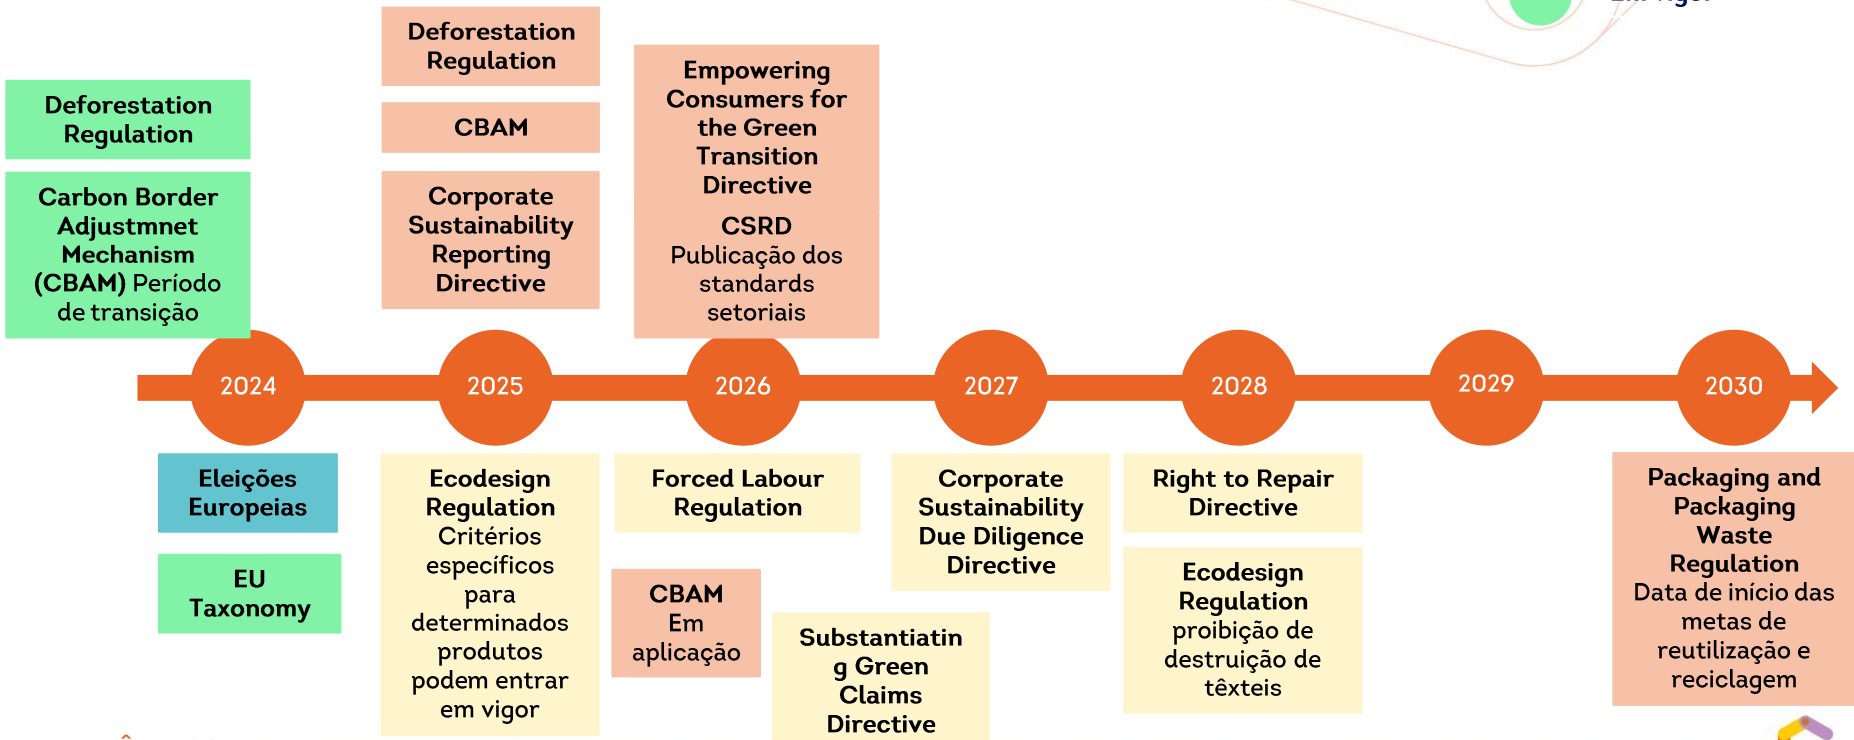 Deforestation
Regulation
Carbon Border
Adjustmnet
Mechanism
(CBAM) Período
de transição
Deforestation
Regulation
CBAM
Corporate
Sustainability
Reporting
Directive
Empowering
Consumers for
the Green
Transition
Directive
CSRD
Publicação dos
standards
setoriais
2024
2025
2026
2027
2028
2029
2030
Eleições
Europeias
EU
Taxonomy
Ecodesign
Regulation
Critérios
específicos
para
determinados
produtos
podem entrar
em vigor
Forced Labour
Regulation
CBAM
Em
aplicação
Substantiatin
g Green
Claims
Directive
Corporate
Sustainability
Due Diligence
Directive
Right to Repair
Directive
Ecodesign
Regulation
proibição de
destruição de
têxteis
Packaging and
Packaging
Waste
Regulation
Data de início das
metas de
reutilização e
reciclagem